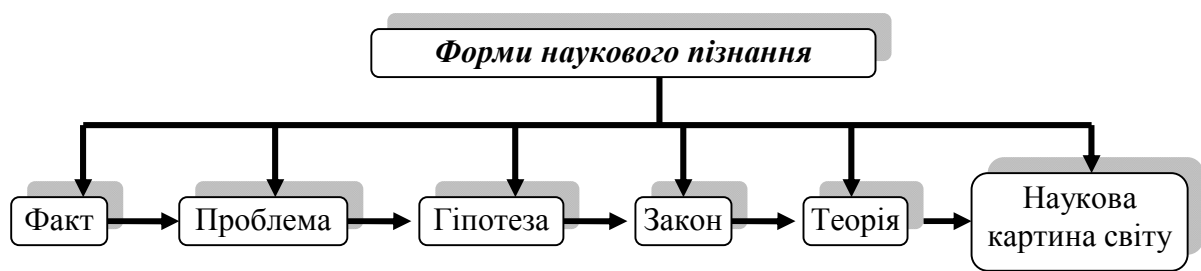 Форми наукового пізнання
Факт
Проблема
Гіпотеза
Закон
Теорія
Наукова
картина світу